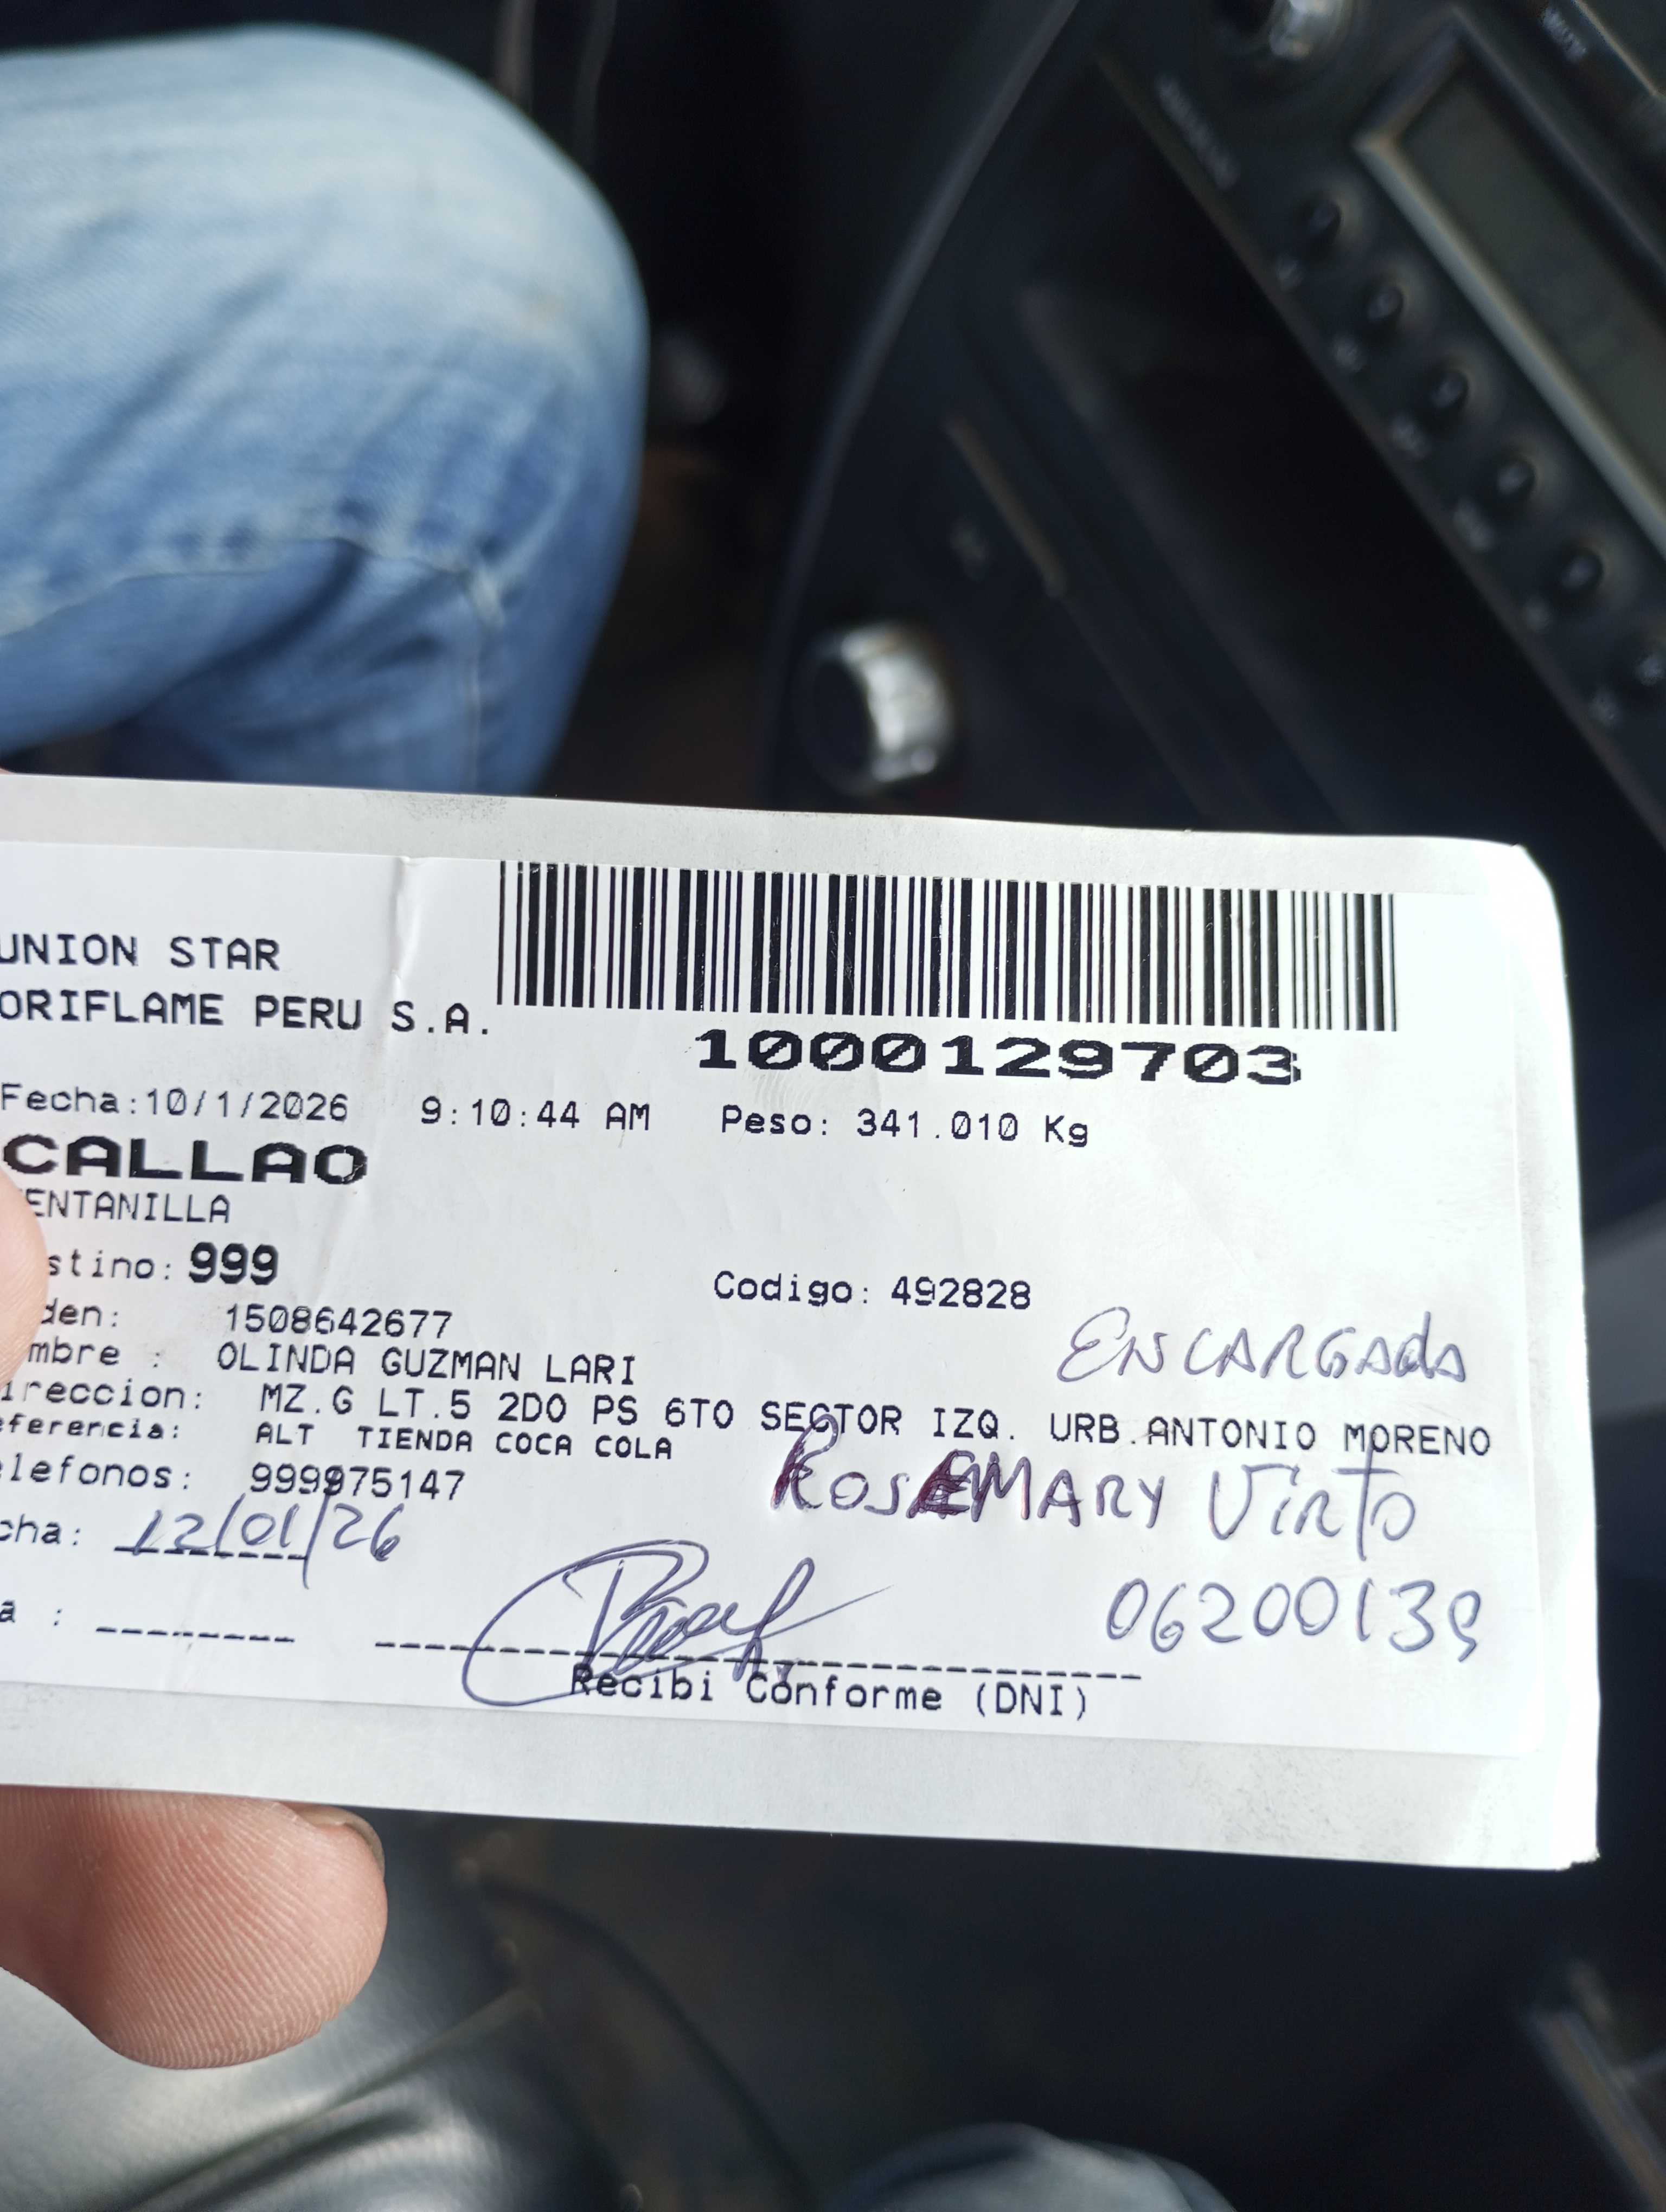 UNION STAR
ORIFLAME PERU S.A.
1000129703
Fecha:10/1/2026 9:10:44 AM Peso: 341.010 Kg
CALLAO
ENTANILLA
stino: 999 Codigo: 492828
den: 1508642677
mbre : OLINDA GUZMAN LARI
ENCARGADA
ireccion: MZ.G LT.5 2DO PS 6TO SECTOR IZQ. URB.ANTONIO MORENO
eferencia: ALT TIENDA COCA COLA
elefonos: 999975147
ROSEMARY VIRTO
cha: 12/01/26
06200139
a :
Recibi Conforme (DNI)